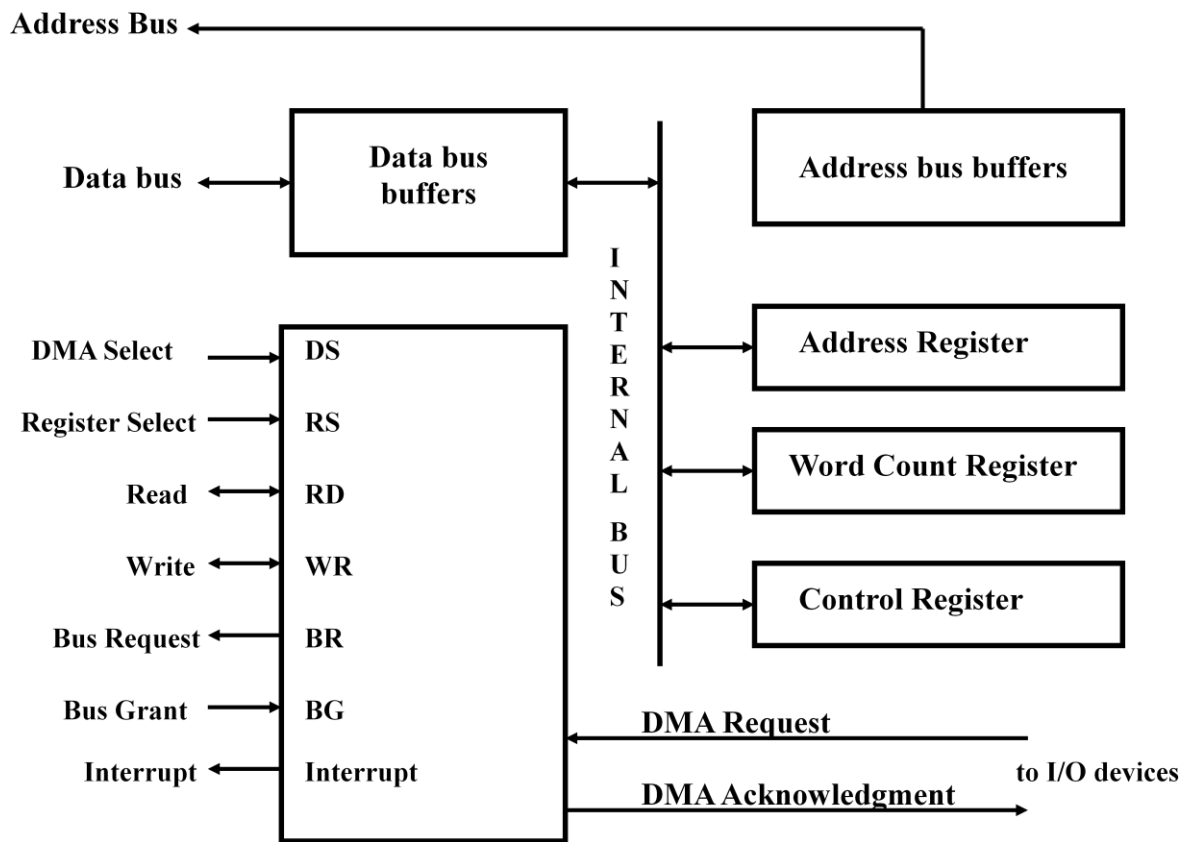 Address Bus
Data bus
Data bus
buffers
Address bus buffers
INTERNAL BUS
Address Register
Word Count Register
Control Register
DMA Select
DS
Register Select
RS
Read
RD
Write
WR
Bus Request
BR
Bus Grant
BG
Interrupt
Interrupt
DMA Request
to I/O devices
DMA Acknowledgment